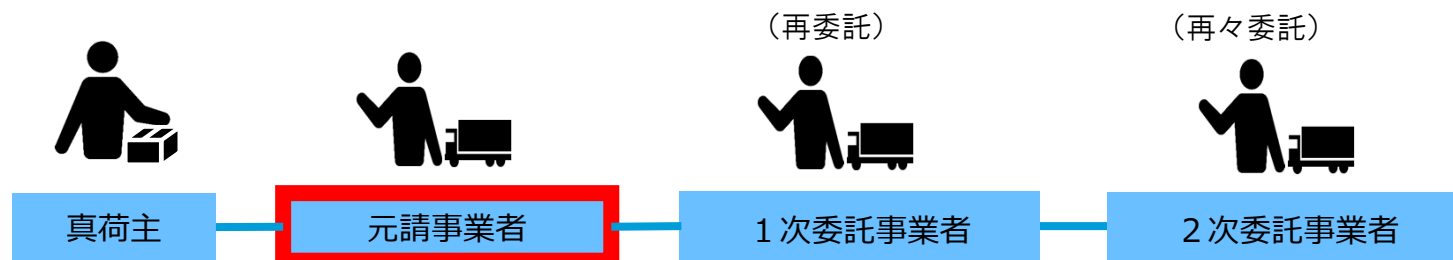 （再委託）
（再々委託）
真荷主
元請事業者
１次委託事業者
２次委託事業者